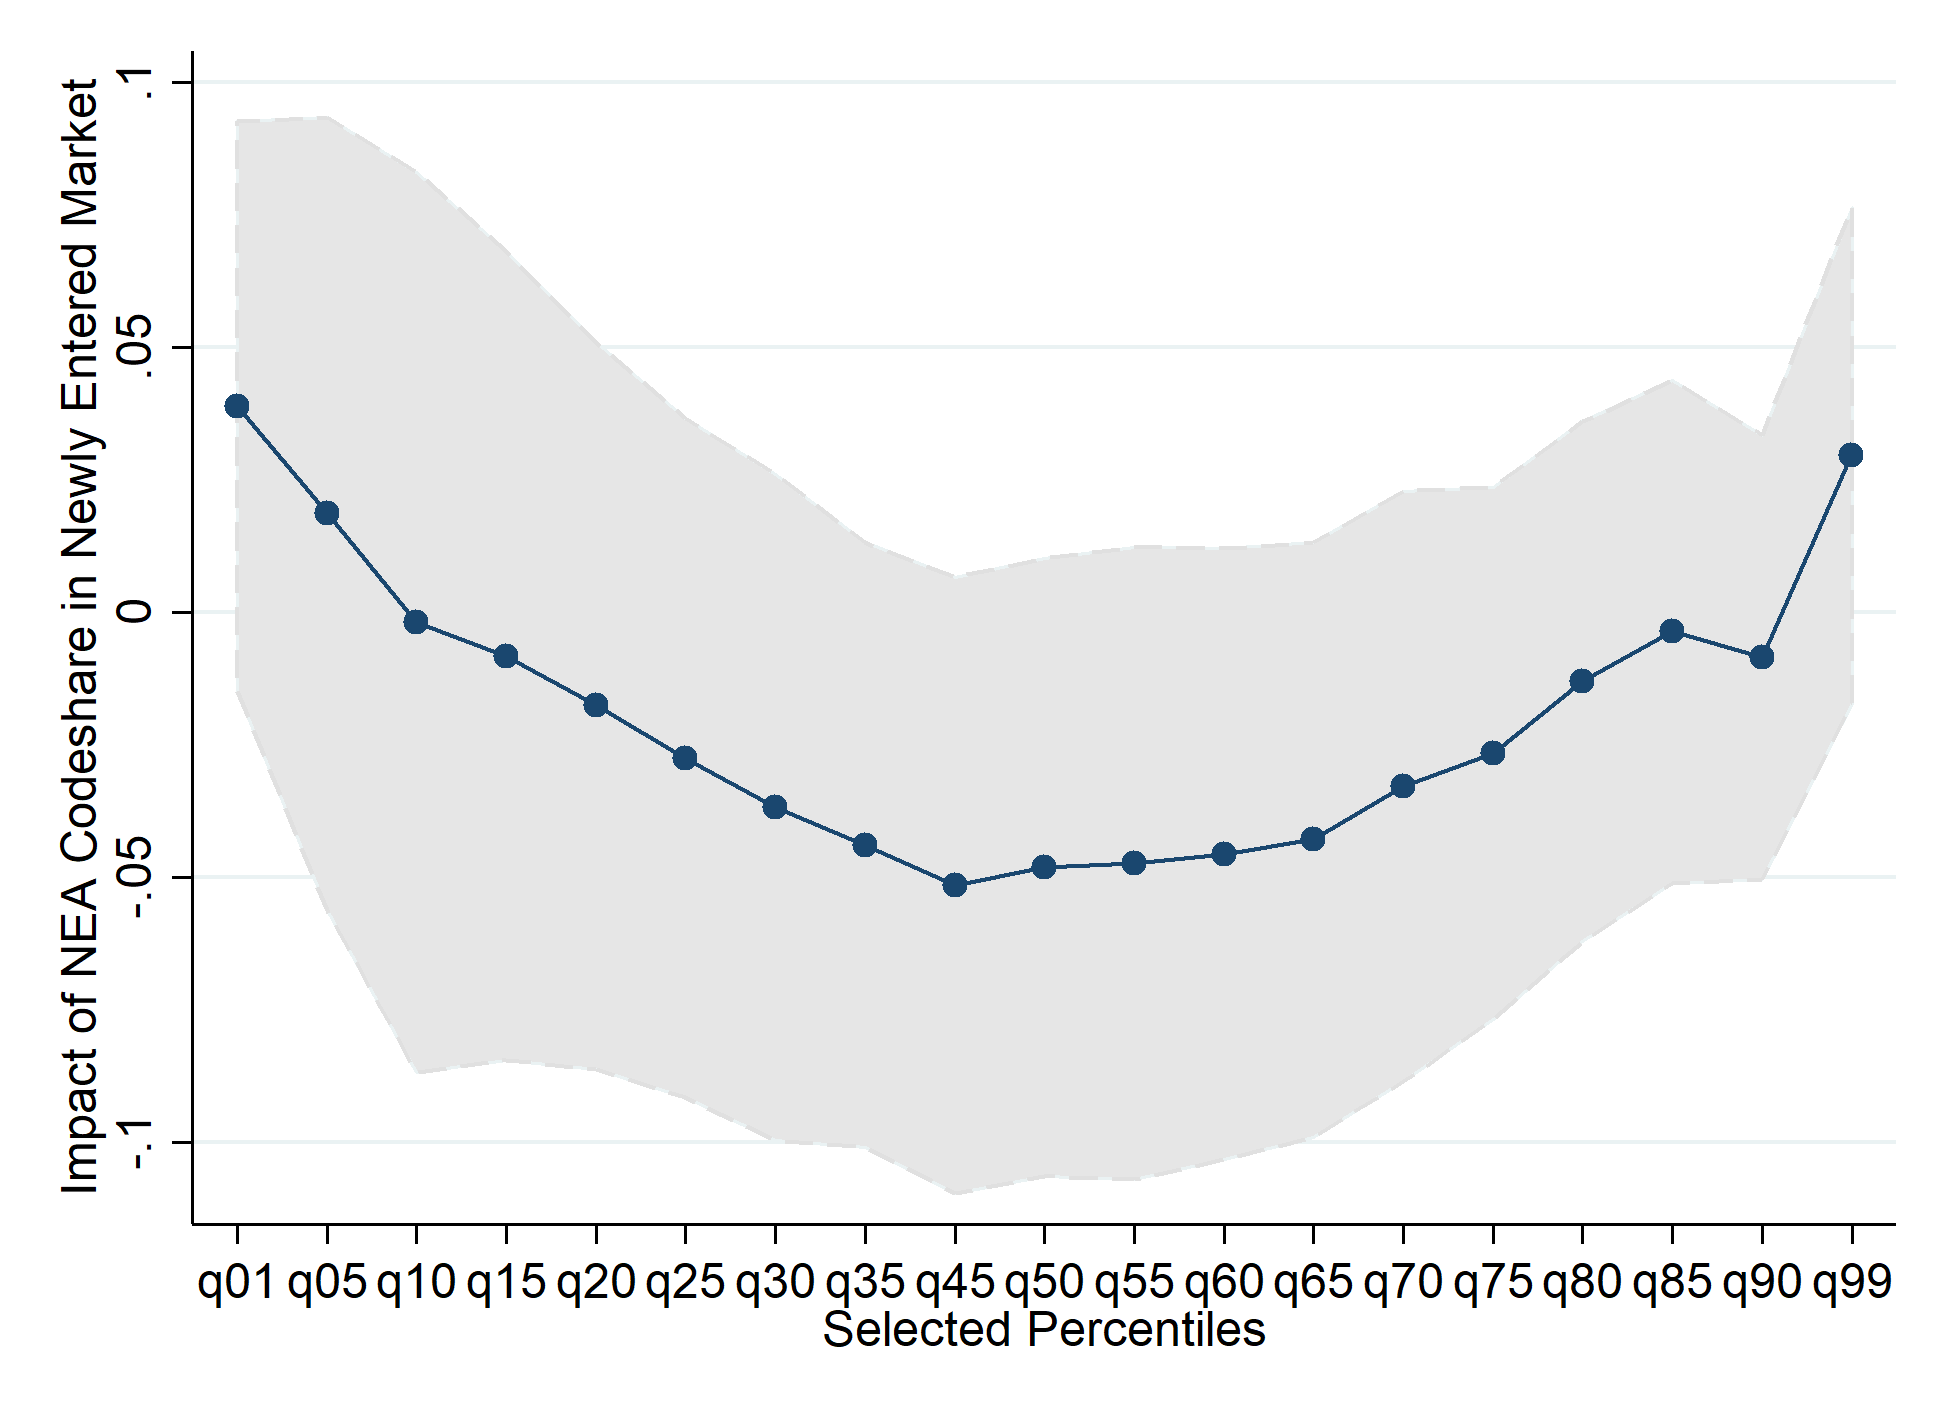 Impact of NEA Codeshare in Newly Entered Market
.1
.05
0
-.05
-.1
q01 q05 q10 q15 q20 q25 q30 q35 q45 q50 q55 q60 q65 q70 q75 q80 q85 q90 q99
Selected Percentiles